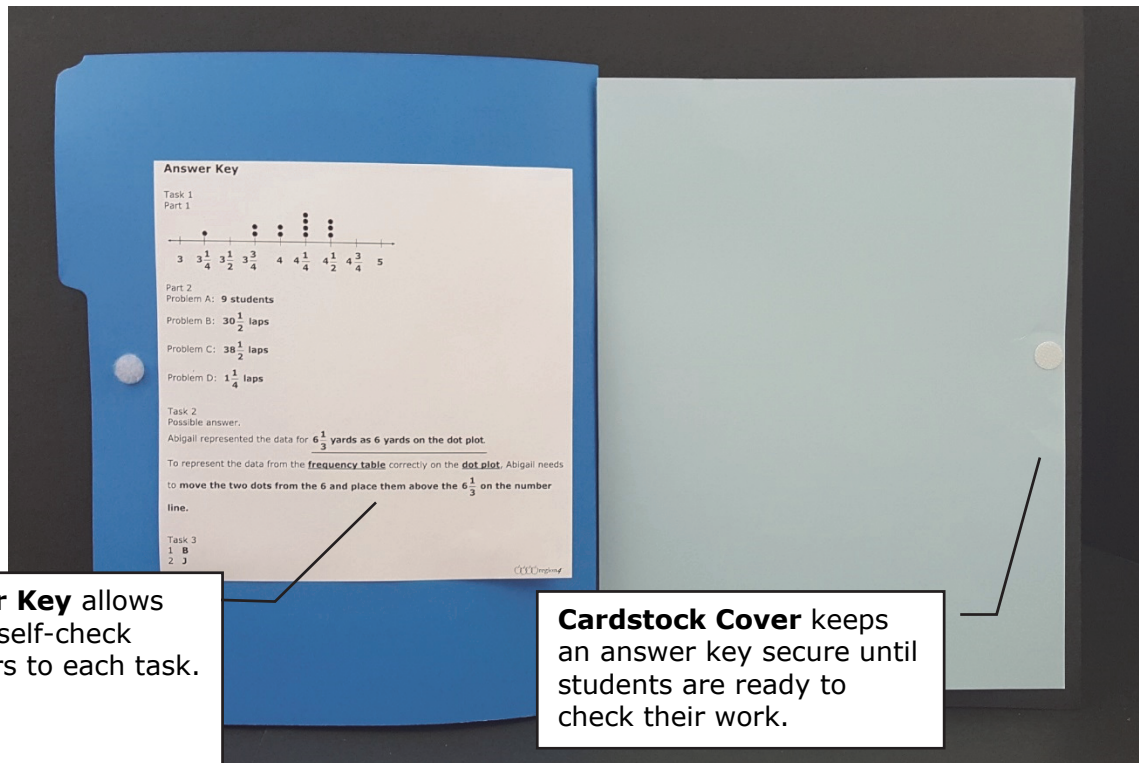 Answer Key
Task 1
Part 1
3 3 1/4 3 1/2 3 3/4 4 4 1/4 4 1/2 4 3/4 5
Part 2
Problem A: 9 students
Problem B: 30 1/2 laps
Problem C: 38 1/2 laps
Problem D: 1 1/4 laps
Task 2
Possible answer.
Abigail represented the data for 6 1/3 yards as 6 yards on the dot plot.
To represent the data from the frequency table correctly on the dot plot, Abigail needs
to move the two dots from the 6 and place them above the 6 1/3 on the number
line.
Task 3
1 B
2 J
region4
r Key allows
self-check
rs to each task.
Cardstock Cover keeps
an answer key secure until
students are ready to
check their work.